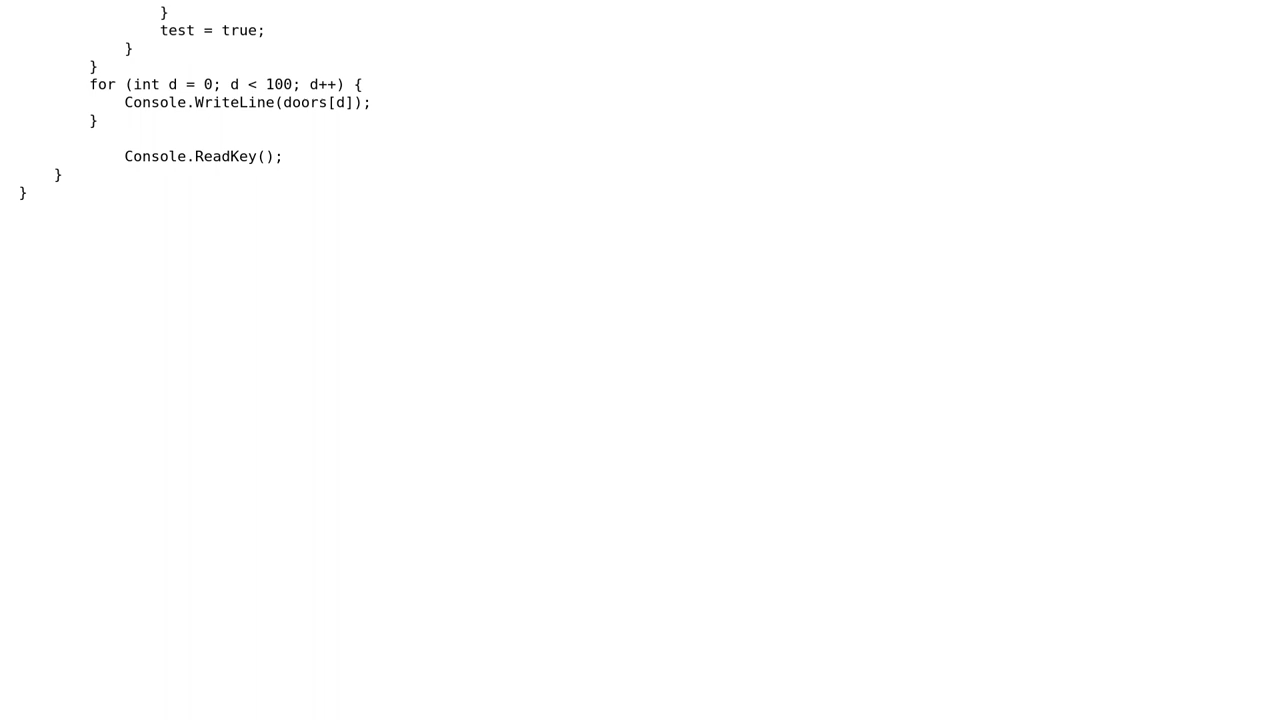 }
                test = true;
            }
        }
        for (int d = 0; d < 100; d++) {
            Console.WriteLine(doors[d]);
        }

            Console.ReadKey();
    }
}